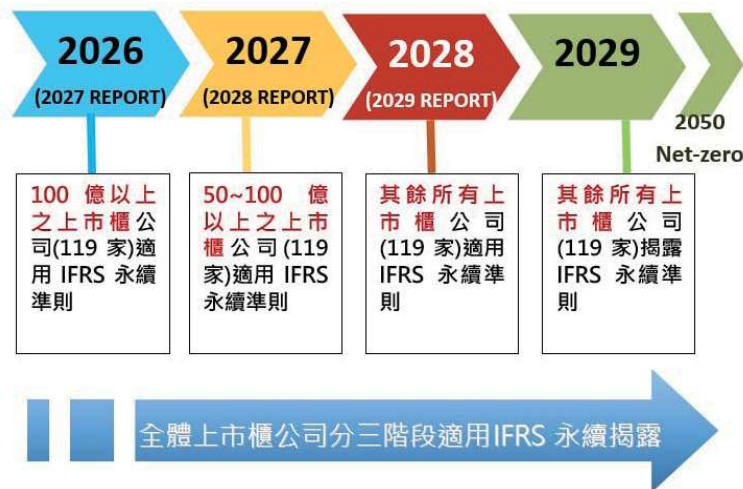 2026
(2027 REPORT)
2027
(2028 REPORT)
2028
(2029 REPORT)
2029
2050
Net-zero
100 億以上
之上市櫃公
司(119 家)適
用 IFRS 永續
準則
50~100 億
以上之上市
櫃公司(119
家)適用 IFRS
永續準則
其餘所有上
市櫃公司
(119 家)適用
IFRS 永續準
則
其餘所有上
市櫃公司
(119 家)揭露
IFRS 永續準
則
全體上市櫃公司分三階段適用IFRS 永續揭露